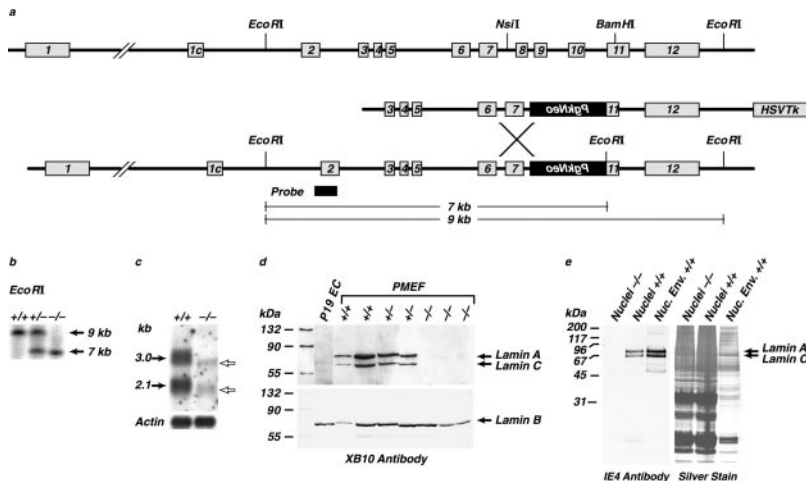 a
EcoRI NsiI BamHI EcoRI
1 1c 2 3 4 5 6 7 8 9 10 11 12
3 4 5 6 7 PgkNeo 11 12 HSVTk
EcoRI EcoRI EcoRI
1 1c 2 3 4 5 6 7 PgkNeo 11 12
Probe
7 kb
9 kb
b
EcoRI
+/+ +/– –/–
9 kb
7 kb
c
kb
+/+ –/–
3.0
2.1
Actin
d
PMEF
kDa P19 EC +/+ +/+ +/– +/– –/– –/– –/–
132
90
55
Lamin A
Lamin C
132
90
55
Lamin B
XB10 Antibody
e
Nuclei –/– Nuclei +/+ Nuc. Env. +/+ Nuclei –/– Nuclei +/+ Nuc. Env. +/+
kDa
200
117
96
67
31
Lamin A
Lamin C
IE4 Antibody Silver Stain